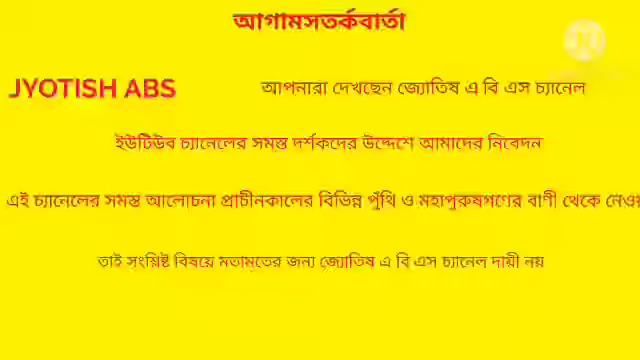 আগামসতর্কবার্তা
JYOTISH ABS
আপনারা দেখছেন জ্যোতিষ এ বি এস চ্যানেল
ইউটিউব চ্যানেলের সমস্ত দর্শকদের উদ্দেশে আমাদের নিবেদন
এই চ্যানেলের সমস্ত আলোচনা প্রাচীনকালের বিভিন্ন পুঁথি ও মহাপুরুষগণের বাণী থেকে
তাই সংশ্লিষ্ট বিষয়ে মতামতের জন্য জ্যোতিষ এ বি এস চ্যানেল দায়ী নয়